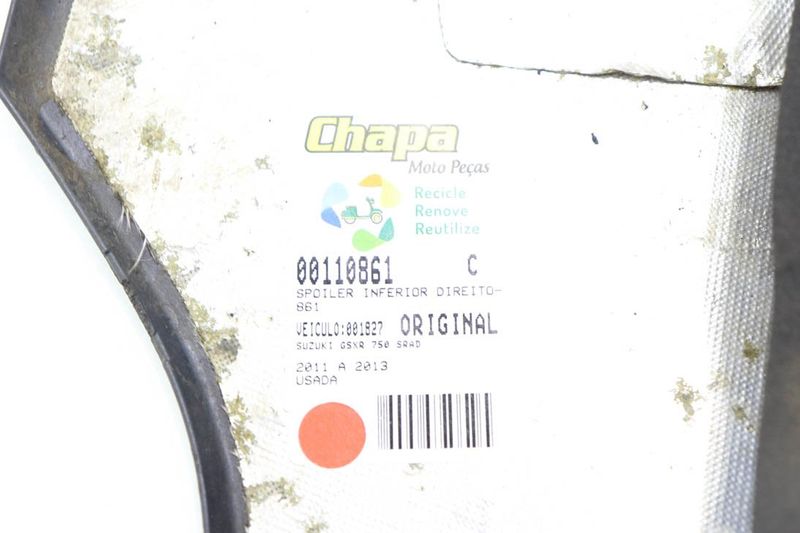 Chapa
Moto Peças
Recicle
Renove
Reutilize
00110861 C
SPOILER INFERIOR DIREITO-
861
VEICULO:001827 ORIGINAL
SUZUKI GSXR 750 SRAD
2011 A 2013
USADA